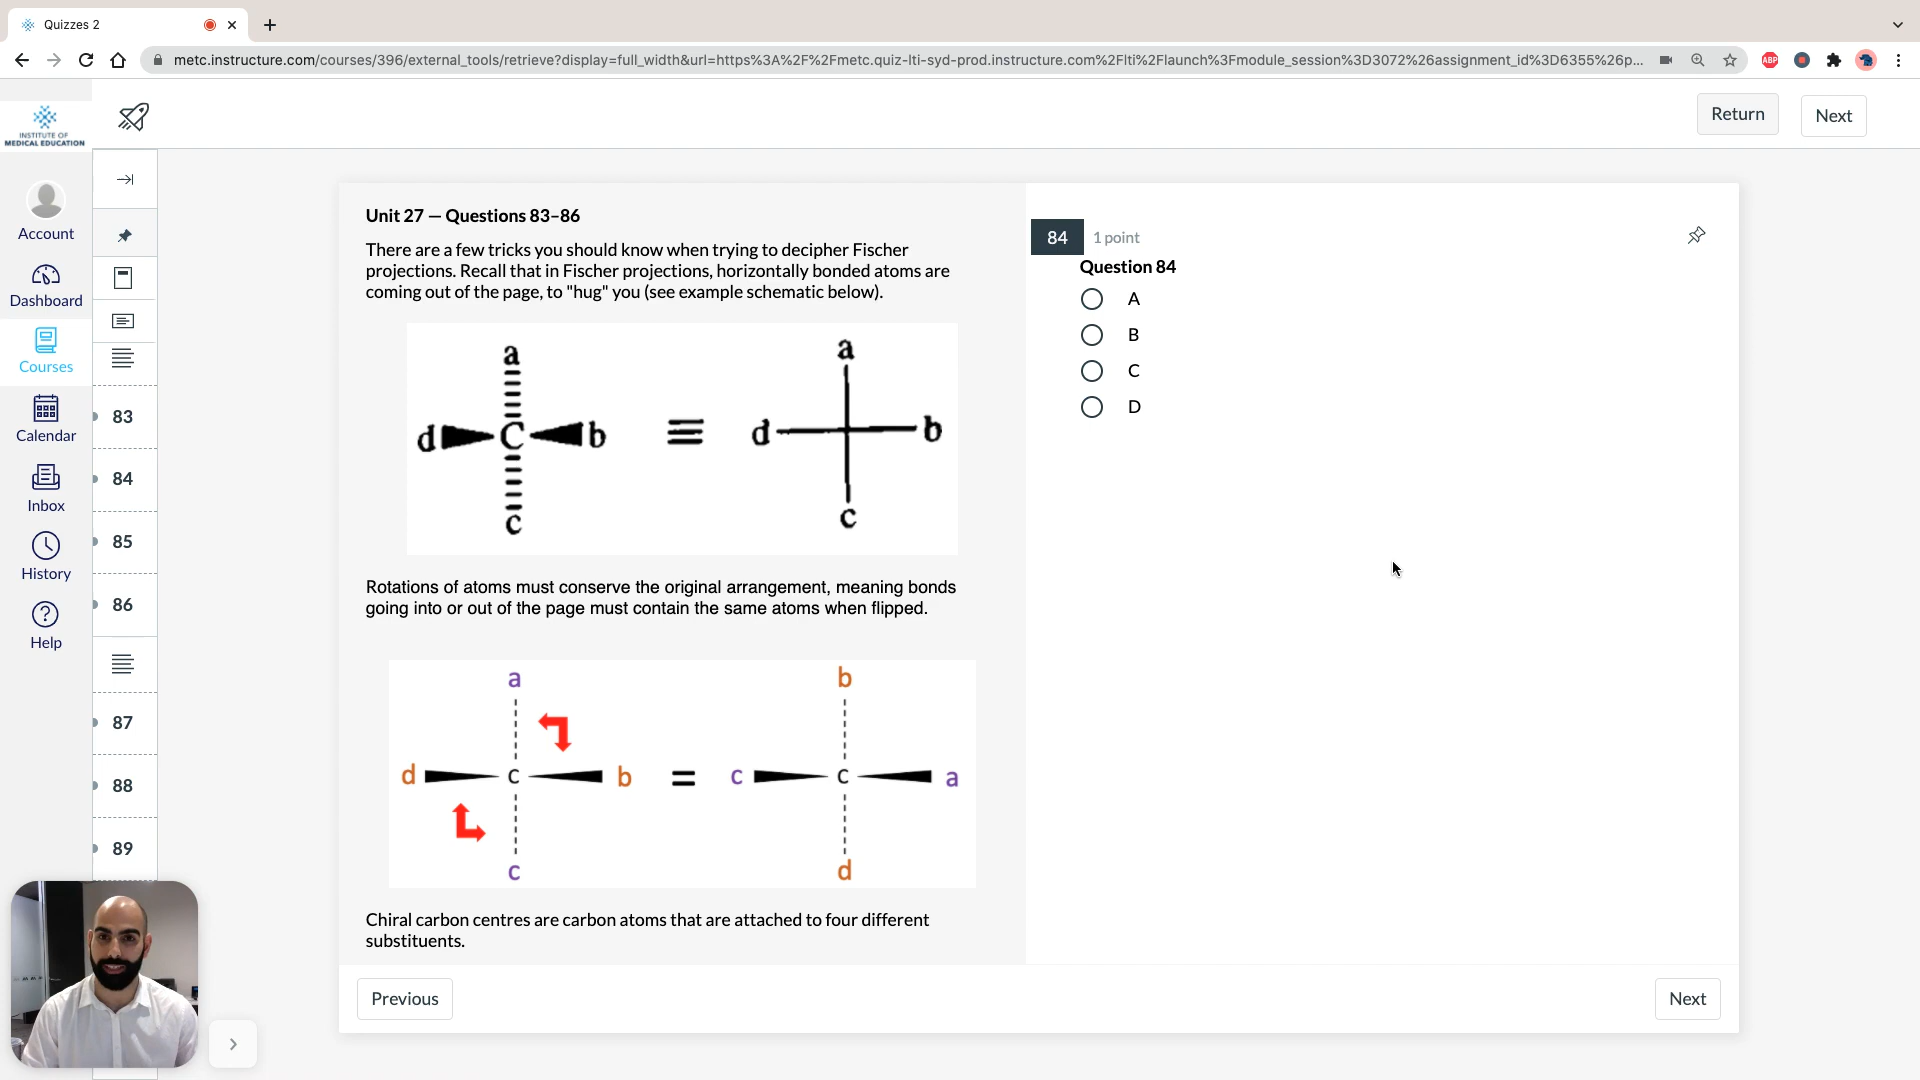 Quizzes 2
metc.instructure.com/courses/396/external_tools/retrieve?display=full_width&url=https%3A%2F%2Fmetc.quiz-lti-syd-prod.instructure.com%2Flti%2Flaunch%3Fmodule_session%3D3072%26assignment_id%3D6355%26p...
ABP
INSTITUTE OF
MEDICAL EDUCATION
Return
Next
Account
Dashboard
Courses
Calendar
Inbox
History
Help
83
84
85
86
87
88
89
Unit 27 – Questions 83–86
There are a few tricks you should know when trying to decipher Fischer
projections. Recall that in Fischer projections, horizontally bonded atoms are
coming out of the page, to "hug" you (see example schematic below).
a
d C b
c
≡
a
d b
c
Rotations of atoms must conserve the original arrangement, meaning bonds
going into or out of the page must contain the same atoms when flipped.
a
d c b
c
=
b
c c a
d
Chiral carbon centres are carbon atoms that are attached to four different
substituents.
84 1 point
Question 84
A
B
C
D
Previous
Next